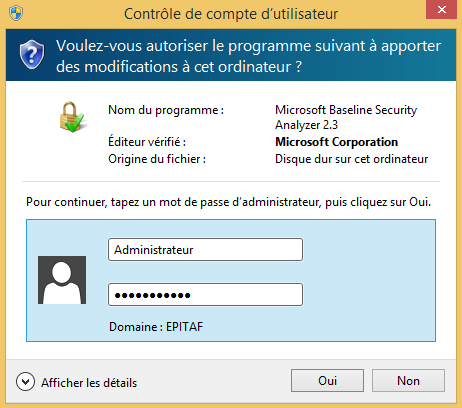 Contrôle de compte d'utilisateur
Voulez-vous autoriser le programme suivant à apporter
des modifications à cet ordinateur ?
Nom du programme : Microsoft Baseline Security
Analyzer 2.3
Éditeur vérifié : Microsoft Corporation
Origine du fichier : Disque dur sur cet ordinateur
Pour continuer, tapez un mot de passe d'administrateur, puis cliquez sur Oui.
Administrateur
●●●●●●●●●●●
Domaine : EPITAF
Afficher les détails Oui Non